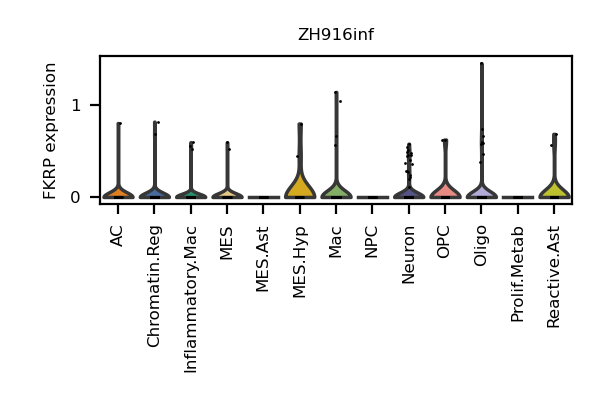 ZH916inf
FKRP expression
1
0
AC
Chromatin.Reg
Inflammatory.Mac
MES
MES.Ast
MES.Hyp
Mac
NPC
Neuron
OPC
Oligo
Prolif.Metab
Reactive.Ast